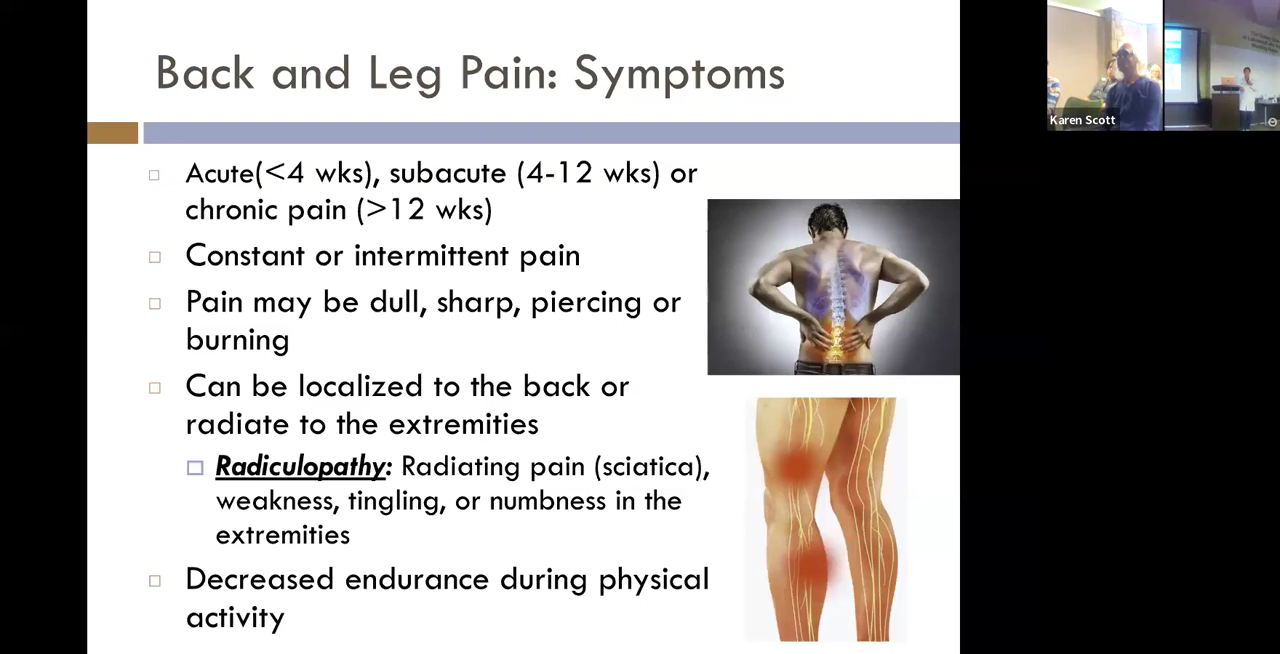 Back and Leg Pain: Symptoms
Acute(<4 wks), subacute (4-12 wks) or
chronic pain (>12 wks)
Constant or intermittent pain
Pain may be dull, sharp, piercing or
burning
Can be localized to the back or
radiate to the extremities
Radiculopathy: Radiating pain (sciatica),
weakness, tingling, or numbness in the
extremities
Decreased endurance during physical
activity
Karen Scott